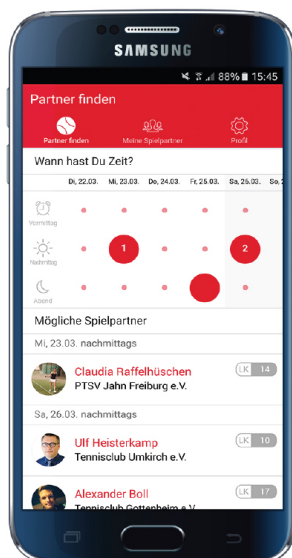 SAMSUNG
88% 15:45
Partner finden
Partner finden Meine Spielpartner Profil
Wann hast Du Zeit?
Di, 22.03. Mi, 23.03. Do, 24.03. Fr, 25.03. Sa, 26.03. So,
Vormittag
Nachmittag 1 2
Abend
Mögliche Spielpartner
Mi, 23.03. nachmittags
Claudia Raffelhüschen LK 14
PTSV Jahn Freiburg e.V.
Sa, 26.03. nachmittags
Ulf Heisterkamp LK 10
Tennisclub Umkirch e.V.
Alexander Boll LK 17
Tennisclub Gottenheim e.V.